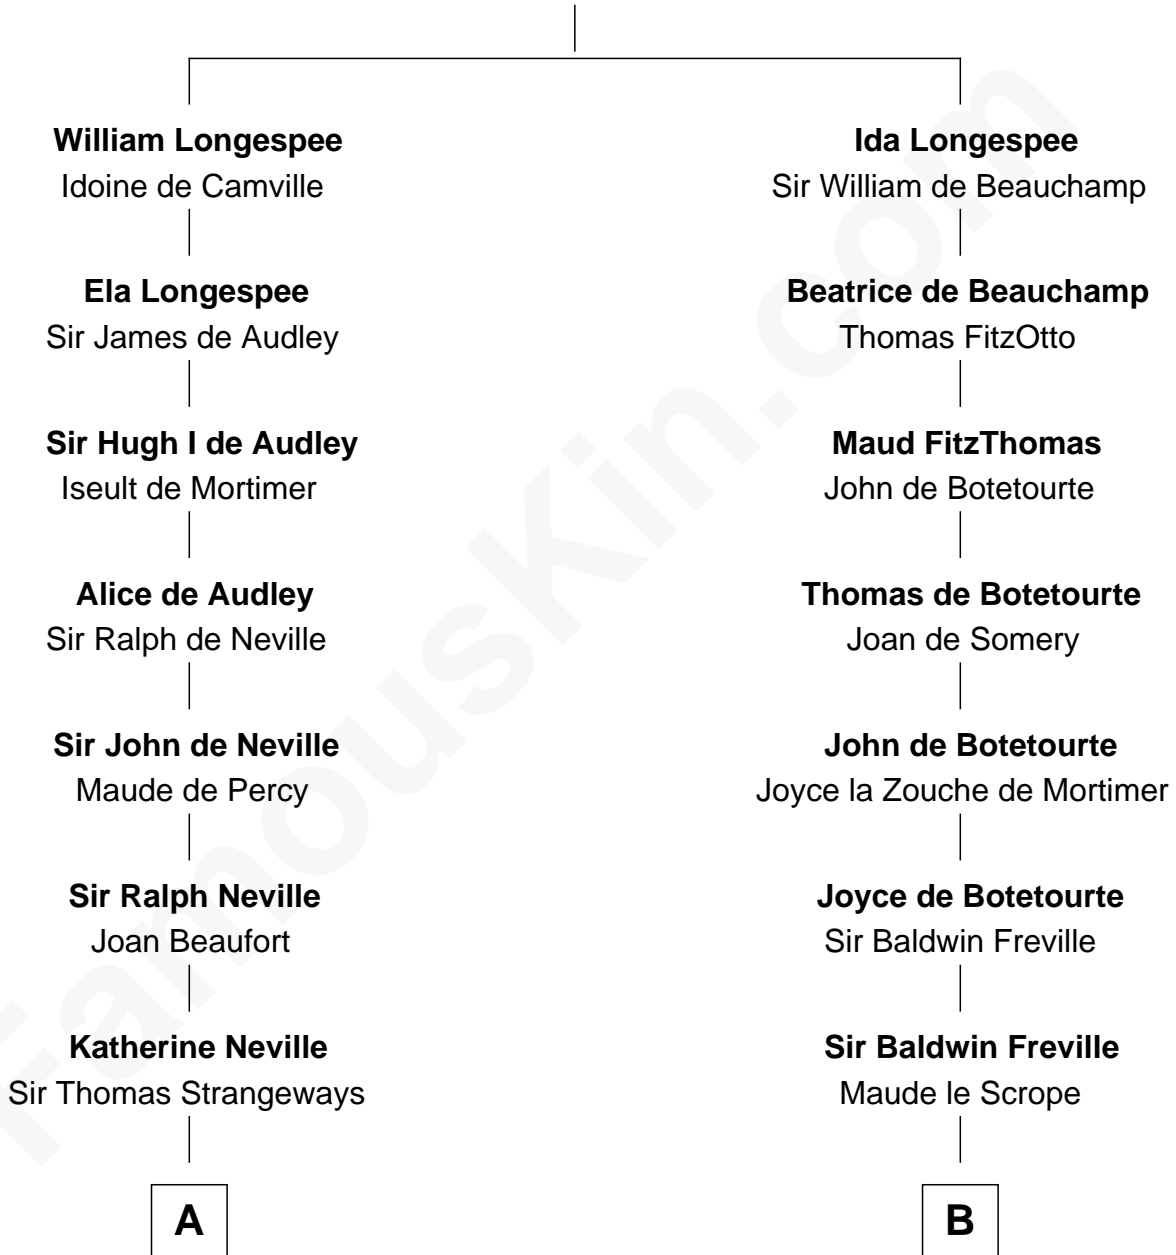 William Longespee
Idoine de Camville
Ela Longespee
Sir James de Audley
Sir Hugh I de Audley
Iseult de Mortimer
Alice de Audley
Sir Ralph de Neville
Sir John de Neville
Maude de Percy
Sir Ralph Neville
Joan Beaufort
Katherine Neville
Sir Thomas Strangeways
A
Ida Longespee
Sir William de Beauchamp
Beatrice de Beauchamp
Thomas FitzOtto
Maud FitzThomas
John de Botetourte
Thomas de Botetourte
Joan de Somery
John de Botetourte
Joyce la Zouche de Mortimer
Joyce de Botetourte
Sir Baldwin Freville
Sir Baldwin Freville
Maude le Scrope
B
FamousKin.com